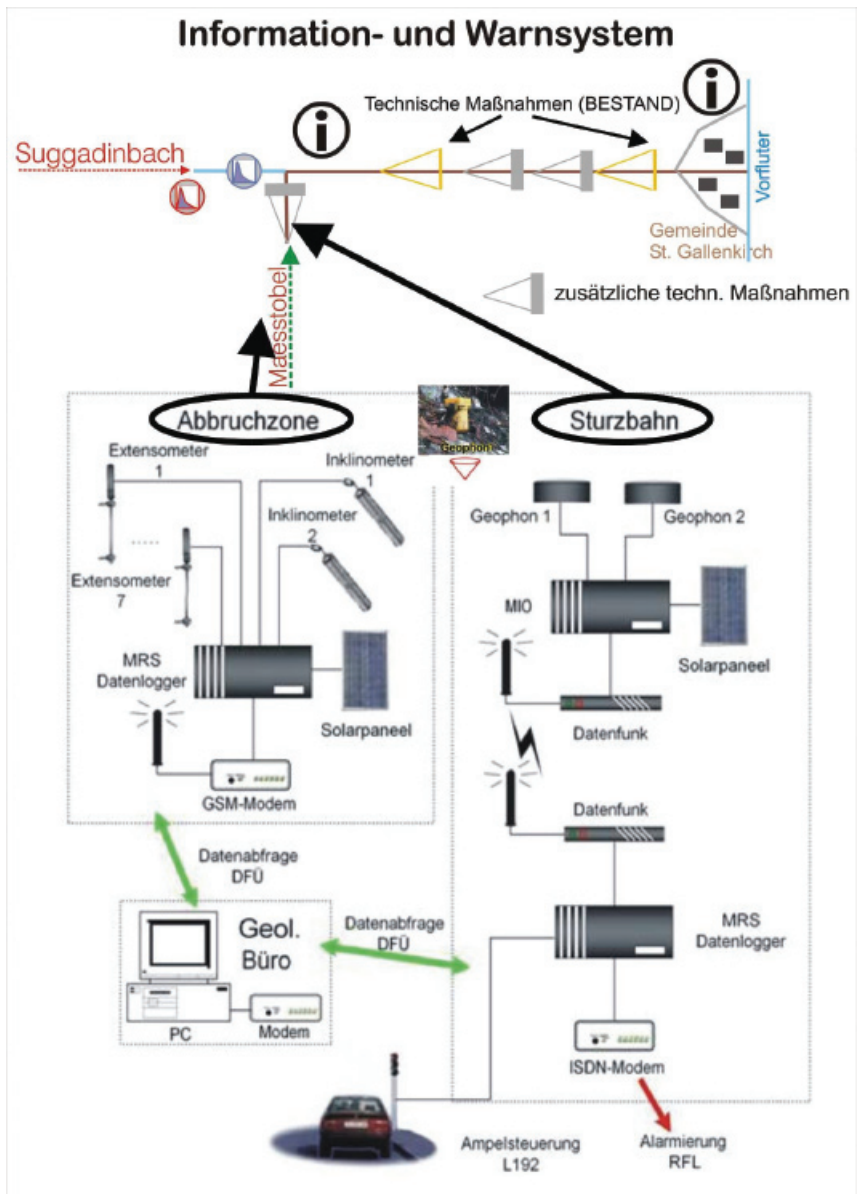 Information- und Warnsystem
Technische Maßnahmen (BESTAND)
Suggadinbach
Vorfluter
Gemeinde
St. Gallenkirch
zusätzliche techn. Maßnahmen
Maesstobel
Abbruchzone
Sturzbahn
Geophon
Extensometer
1
Inklinometer
1
Inklinometer
2
Extensometer
7
MRS
Datenlogger
Solarpaneel
GSM-Modem
Geophon 1
Geophon 2
MIO
Solarpaneel
Datenfunk
Datenfunk
MRS
Datenlogger
ISDN-Modem
Datenabfrage
DFÜ
Datenabfrage
DFÜ
Geol.
Büro
PC
Modem
Ampelsteuerung
L192
Alarmierung
RFL